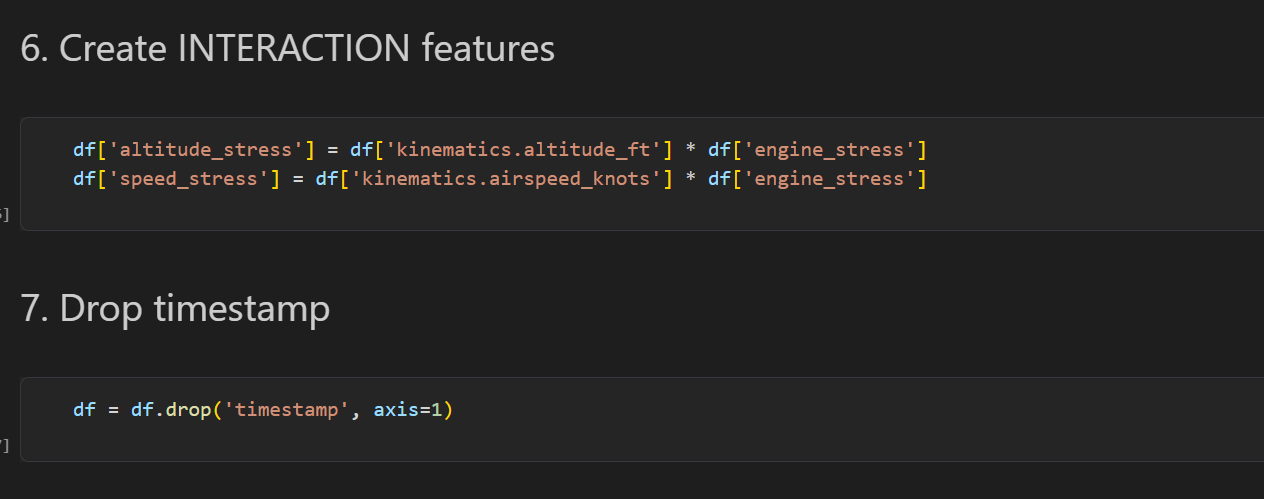 6. Create INTERACTION features
df['altitude_stress'] = df['kinematics.altitude_ft'] * df['engine_stress']
df['speed_stress'] = df['kinematics.airspeed_knots'] * df['engine_stress']
]
7. Drop timestamp
df = df.drop('timestamp', axis=1)
]